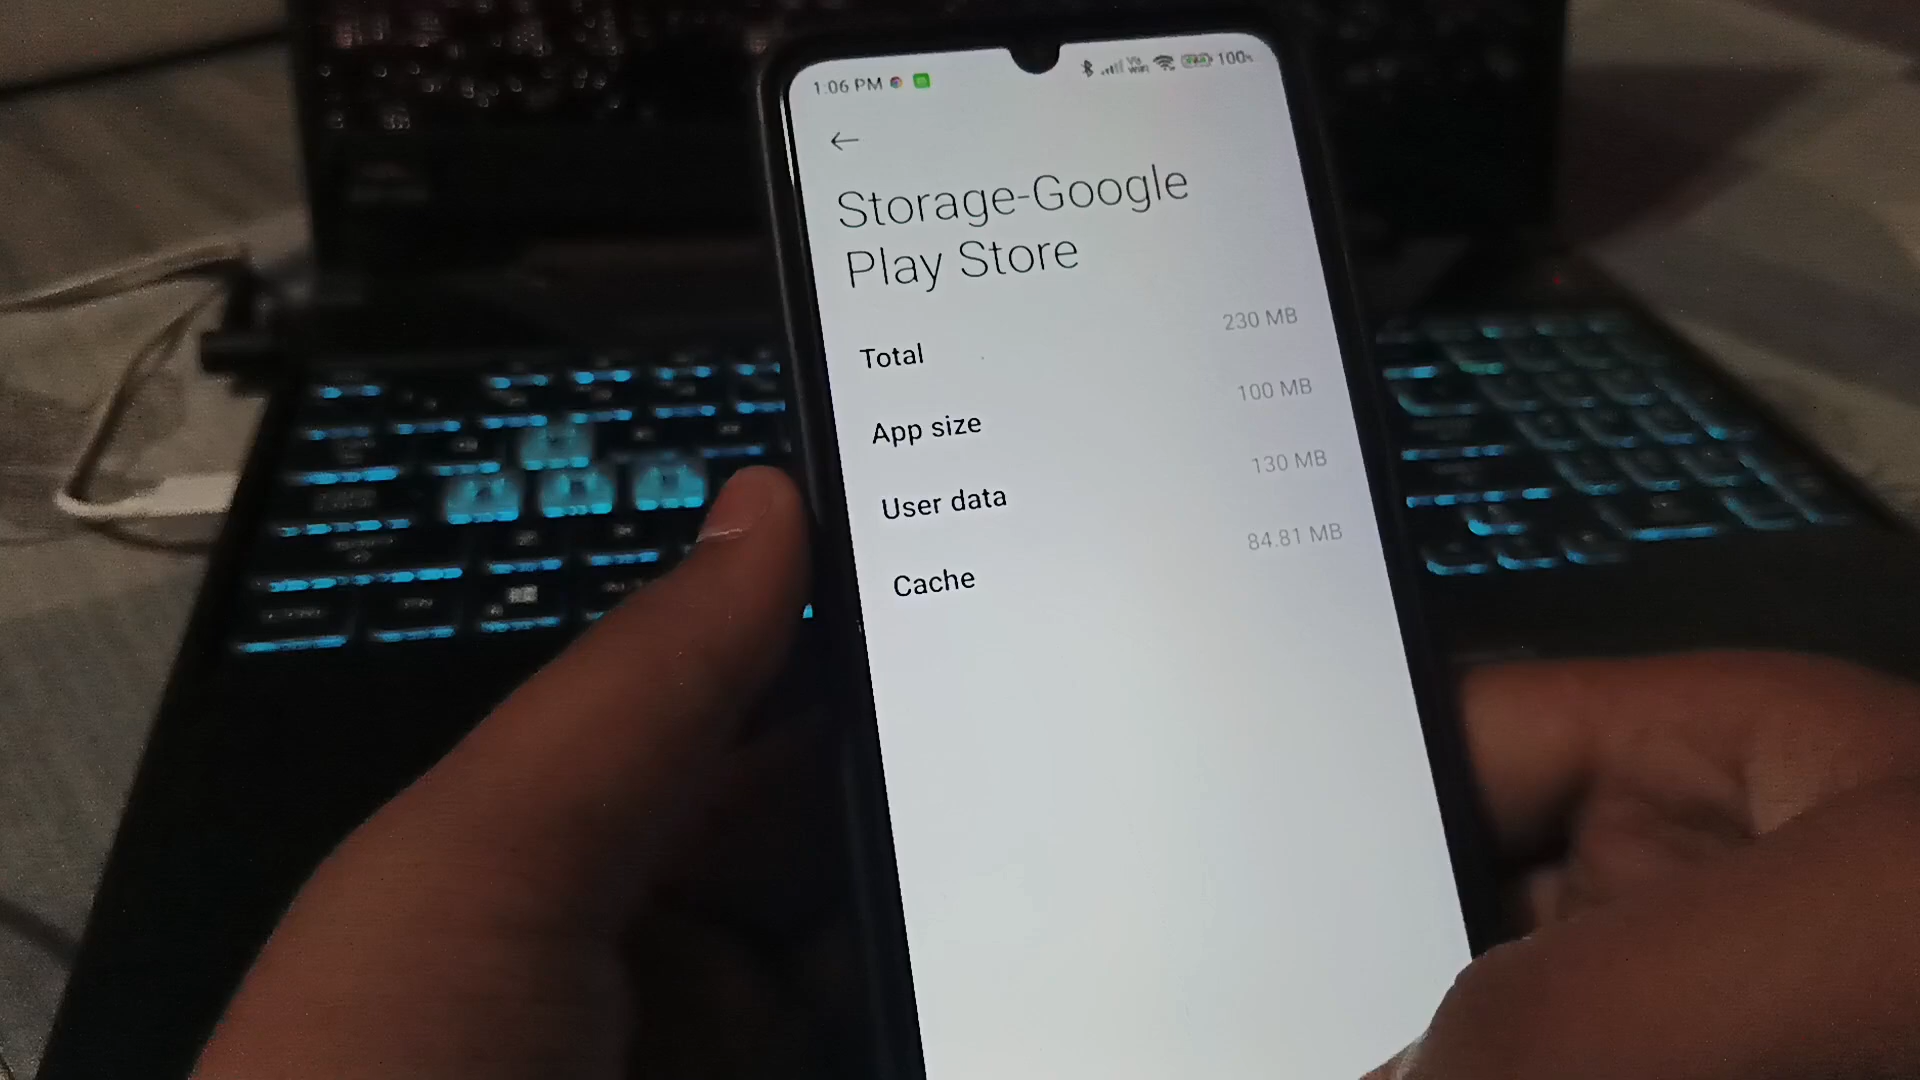 1:06 PM
100%
Storage-Google
Play Store
Total
230 MB
App size
100 MB
User data
130 MB
Cache
84.81 MB